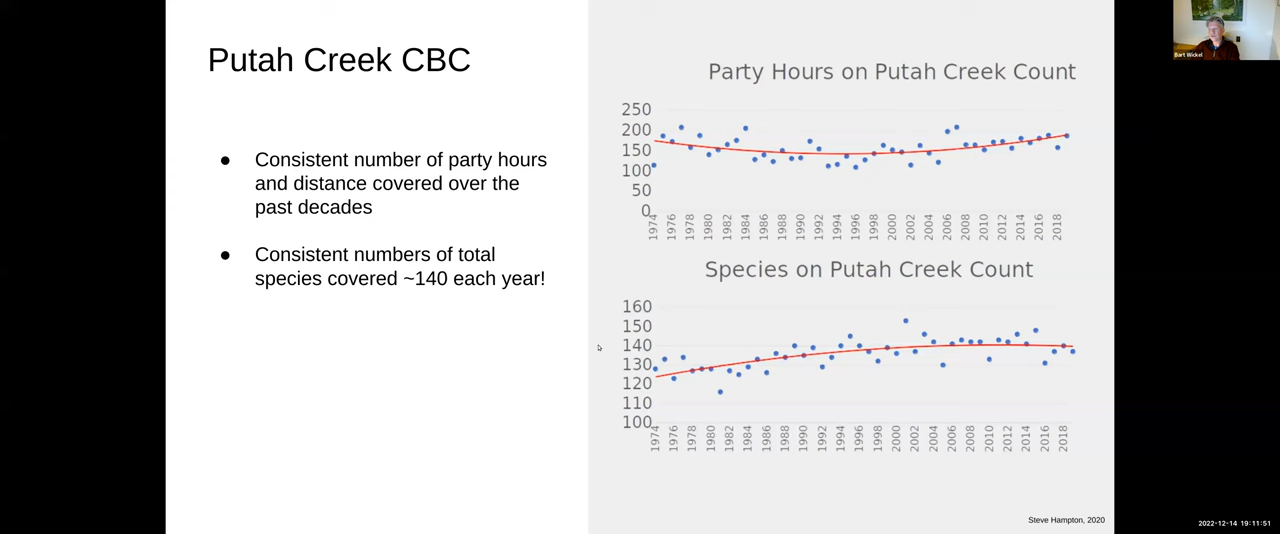 Putah Creek CBC
● Consistent number of party hours
and distance covered over the
past decades
● Consistent numbers of total
species covered ~140 each year!
Party Hours on Putah Creek Count
250
200
150
100
50
0
1974 1976 1978 1980 1982 1984 1986 1988 1990 1992 1994 1996 1998 2000 2002 2004 2006 2008 2010 2012 2014 2016 2018
Species on Putah Creek Count
160
150
140
130
120
110
100
1974 1976 1978 1980 1982 1984 1986 1988 1990 1992 1994 1996 1998 2000 2002 2004 2006 2008 2010 2012 2014 2016 2018
Steve Hampton, 2020
Bart Wickel
2022-12-14 19:11:51